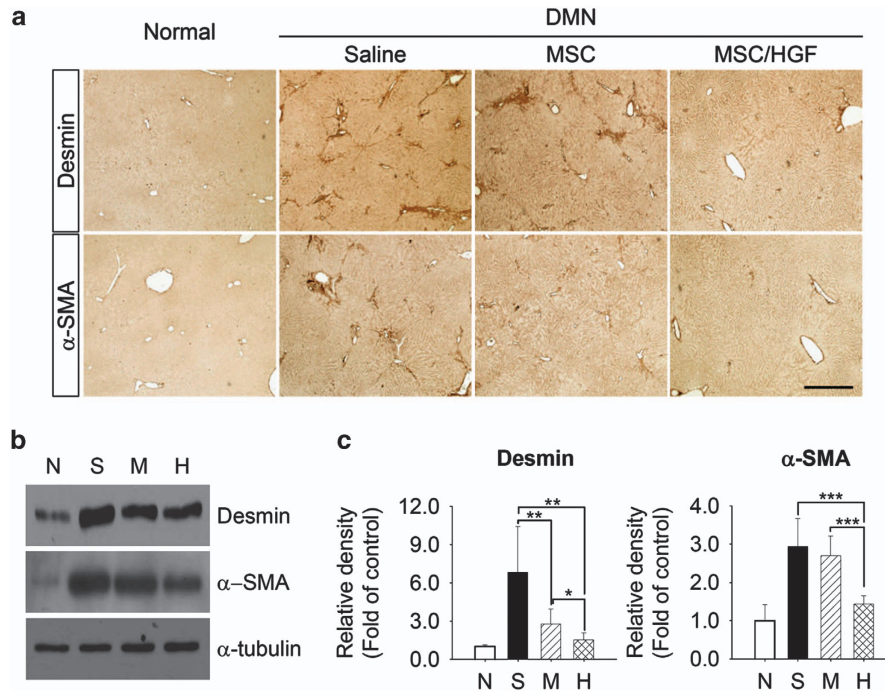 a
Normal
DMN
Saline MSC MSC/HGF
Desmin
α-SMA
b
N S M H
Desmin
α–SMA
α-tubulin
c
Desmin
Relative density
(Fold of control)
12.0
9.0
6.0
3.0
0.0
**
**
*
N S M H
α-SMA
Relative density
(Fold of control)
4.0
3.0
2.0
1.0
0.0
***
***
N S M H